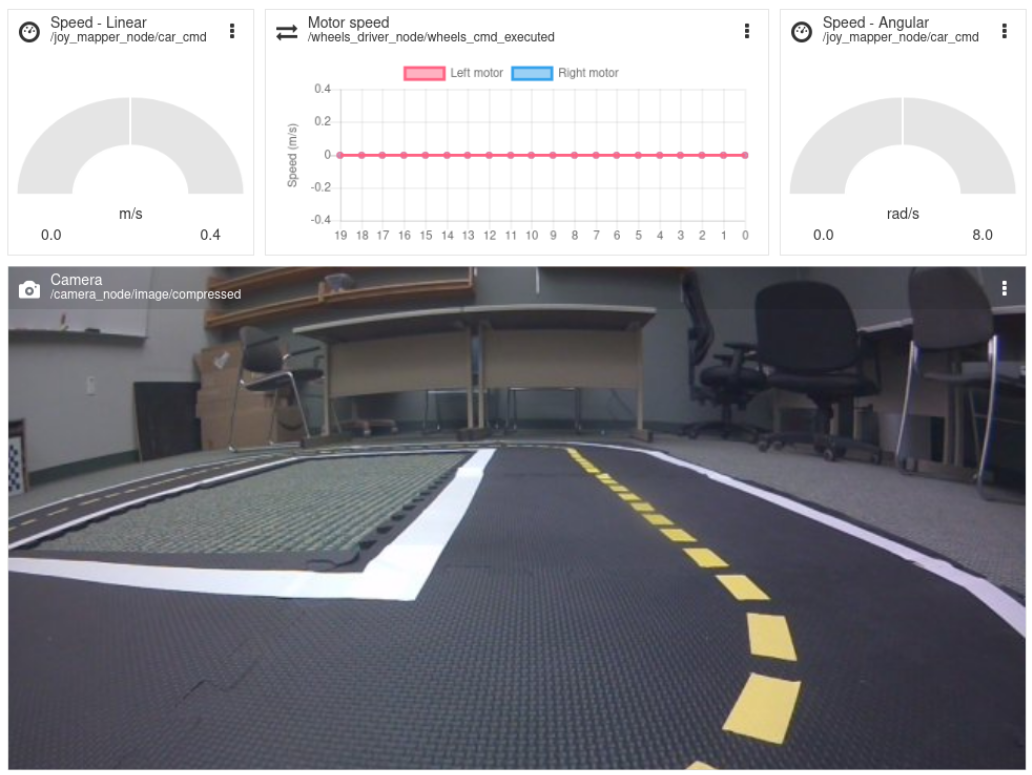 Speed - Linear
/joy_mapper_node/car_cmd
m/s
0.0 0.4
Motor speed
/wheels_driver_node/wheels_cmd_executed
Left motor Right motor
Speed (m/s)
0.4
0.2
0
-0.2
-0.4
19 18 17 16 15 14 13 12 11 10 9 8 7 6 5 4 3 2 1 0
Speed - Angular
/joy_mapper_node/car_cmd
rad/s
0.0 8.0
Camera
/camera_node/image/compressed